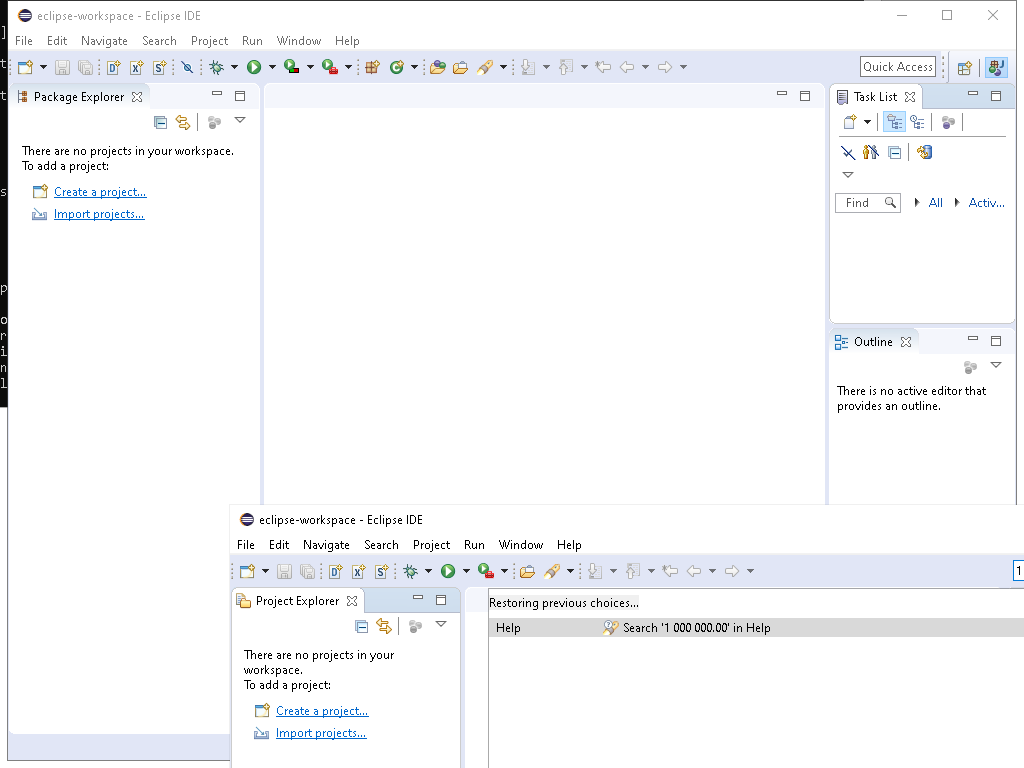 eclipse-workspace - Eclipse IDE
File Edit Navigate Search Project Run Window Help
Quick Access
Package Explorer
Task List
There are no projects in your workspace.
To add a project:
Create a project...
Import projects...
Find All Activ...
Outline
There is no active editor that
provides an outline.
eclipse-workspace - Eclipse IDE
File Edit Navigate Search Project Run Window Help
1
Project Explorer
Restoring previous choices...
Help Search '1 000 000.00' in Help
There are no projects in your
workspace.
To add a project:
Create a project...
Import projects...